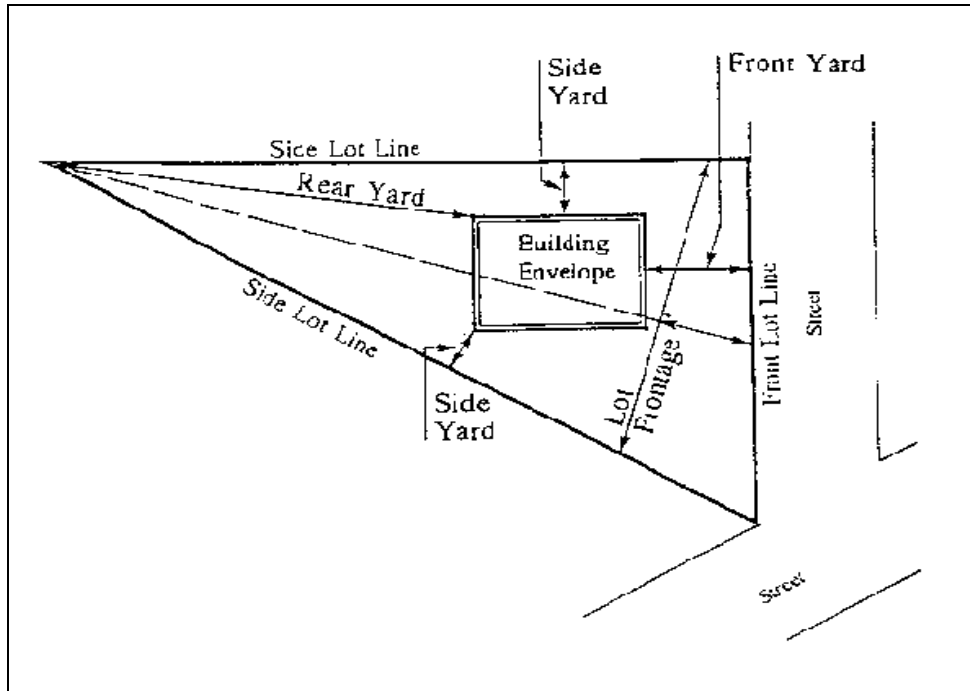 Side
Yard
Front Yard
Sice Lot Line
Rear Yard
Building
Envelope
Side Lot Line
Side
Yard
Lot
Frontage
Front Lot Line
Street
Street